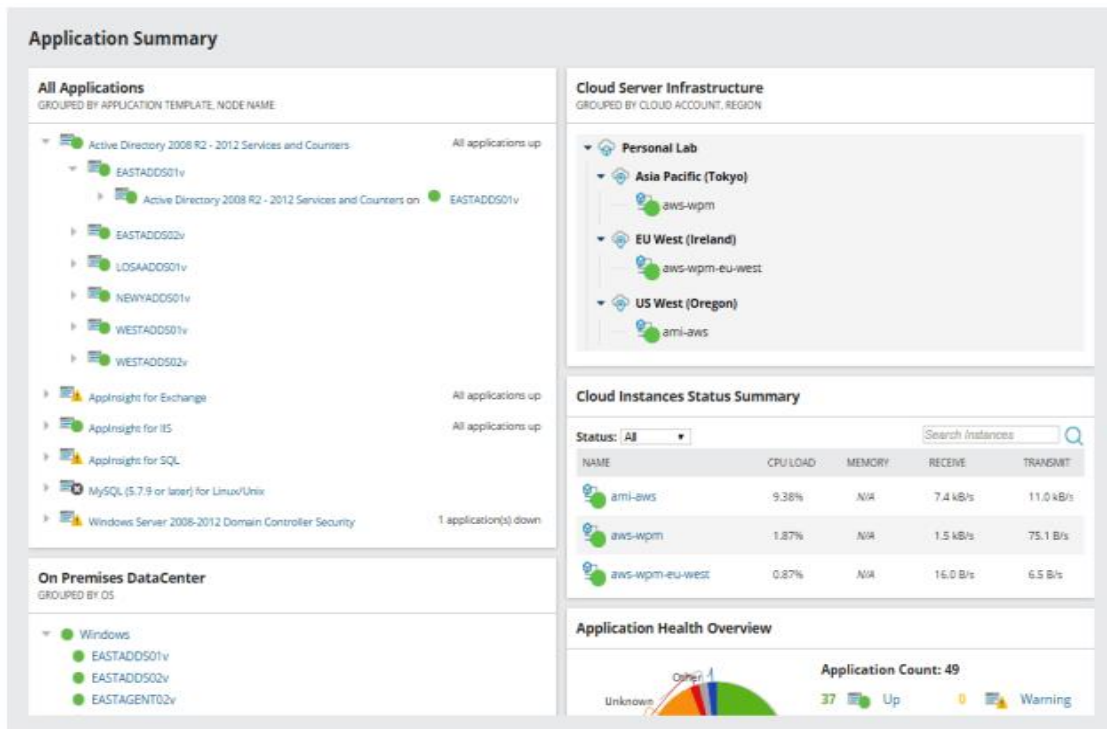 Application Summary
All Applications
GROUPED BY APPLICATION TEMPLATE, NODE NAME
Active Directory 2008 R2 - 2012 Services and Counters All applications up
EASTADDS01v
Active Directory 2008 R2 - 2012 Services and Counters on EASTADDS01v
EASTADDS02v
LOSAADDS01v
NEWYADDS01v
WESTADDS01v
WESTADDS02v
AppInsight for Exchange All applications up
AppInsight for IIS All applications up
AppInsight for SQL
MySQL (5.7.9 or later) for Linux/Unix
Windows Server 2008-2012 Domain Controller Security 1 application(s) down
On Premises DataCenter
GROUPED BY OS
Windows
EASTADDS01v
EASTADDS02v
EASTAGENT02v
Cloud Server Infrastructure
GROUPED BY CLOUD ACCOUNT, REGION
Personal Lab
Asia Pacific (Tokyo)
aws-wpm
EU West (Ireland)
aws-wpm-eu-west
US West (Oregon)
ami-aws
Cloud Instances Status Summary
Status: All Search Instances
NAME CPU LOAD MEMORY RECEIVE TRANSMIT
ami-aws 9.38% N/A 7.4 kB/s 11.0 kB/s
aws-wpm 1.87% N/A 1.5 kB/s 75.1 B/s
aws-wpm-eu-west 0.87% N/A 16.0 B/s 6.5 B/s
Application Health Overview
Other
Unknown
Application Count: 49
37 Up 0 Warning